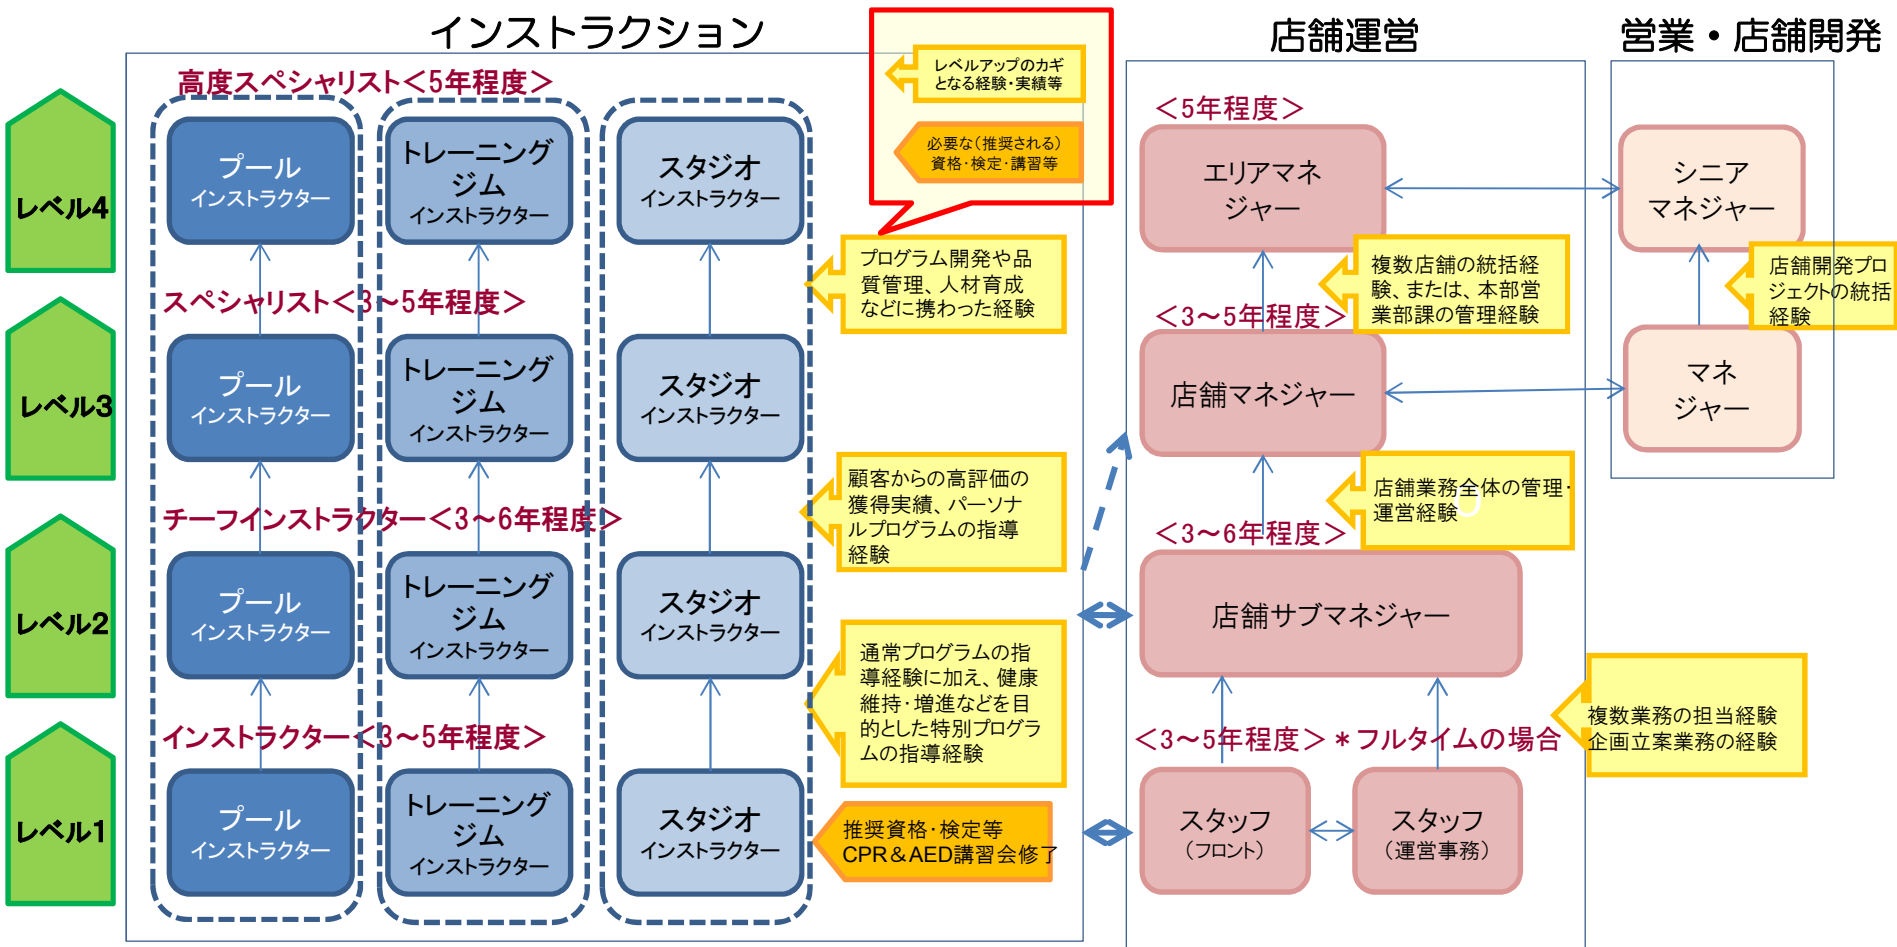 インストラクション
店舗運営
営業・店舗開発
レベルアップのカギ
となる経験・実績等
必要な(推奨される)
資格・検定・講習等
レベル4
高度スペシャリスト＜5年程度＞
プール
インストラクター
トレーニング
ジム
インストラクター
スタジオ
インストラクター
プログラム開発や品
質管理、人材育成
などに携わった経験
＜5年程度＞
エリアマネ
ジャー
シニア
マネジャー
複数店舗の統括経
験、または、本部営
業部課の管理経験
店舗開発プロ
ジェクトの統括
経験
レベル3
スペシャリスト＜3～5年程度＞
プール
インストラクター
トレーニング
ジム
インストラクター
スタジオ
インストラクター
顧客からの高評価の
獲得実績、パーソナ
ルプログラムの指導
経験
＜3～5年程度＞
店舗マネジャー
マネ
ジャー
店舗業務全体の管理・
運営経験
レベル2
チーフインストラクター＜3～6年程度＞
プール
インストラクター
トレーニング
ジム
インストラクター
スタジオ
インストラクター
通常プログラムの指
導経験に加え、健康
維持・増進などを目
的とした特別プログラ
ムの指導経験
＜3～6年程度＞
店舗サブマネジャー
複数業務の担当経験
企画立案業務の経験
レベル1
インストラクター＜3～5年程度＞
プール
インストラクター
トレーニング
ジム
インストラクター
スタジオ
インストラクター
推奨資格・検定等
CPR＆AED講習会修了
＜3～5年程度＞＊フルタイムの場合
スタッフ
（フロント）
スタッフ
（運営事務）